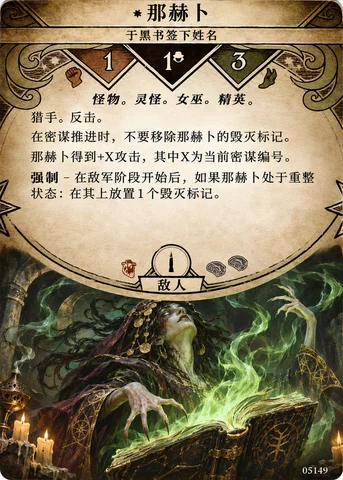 那赫卜
于黑书签下姓名
1 1 3
怪物。灵怪。女巫。精英。
猎手。反击。
在密谋推进时，不要移除那赫卜的毁灭标记。
那赫卜得到+X攻击，其中X为当前密谋编号。
强制 – 在敌军阶段开始后，如果那赫卜处于重整
状态：在其上放置1个毁灭标记。
敌人
05149